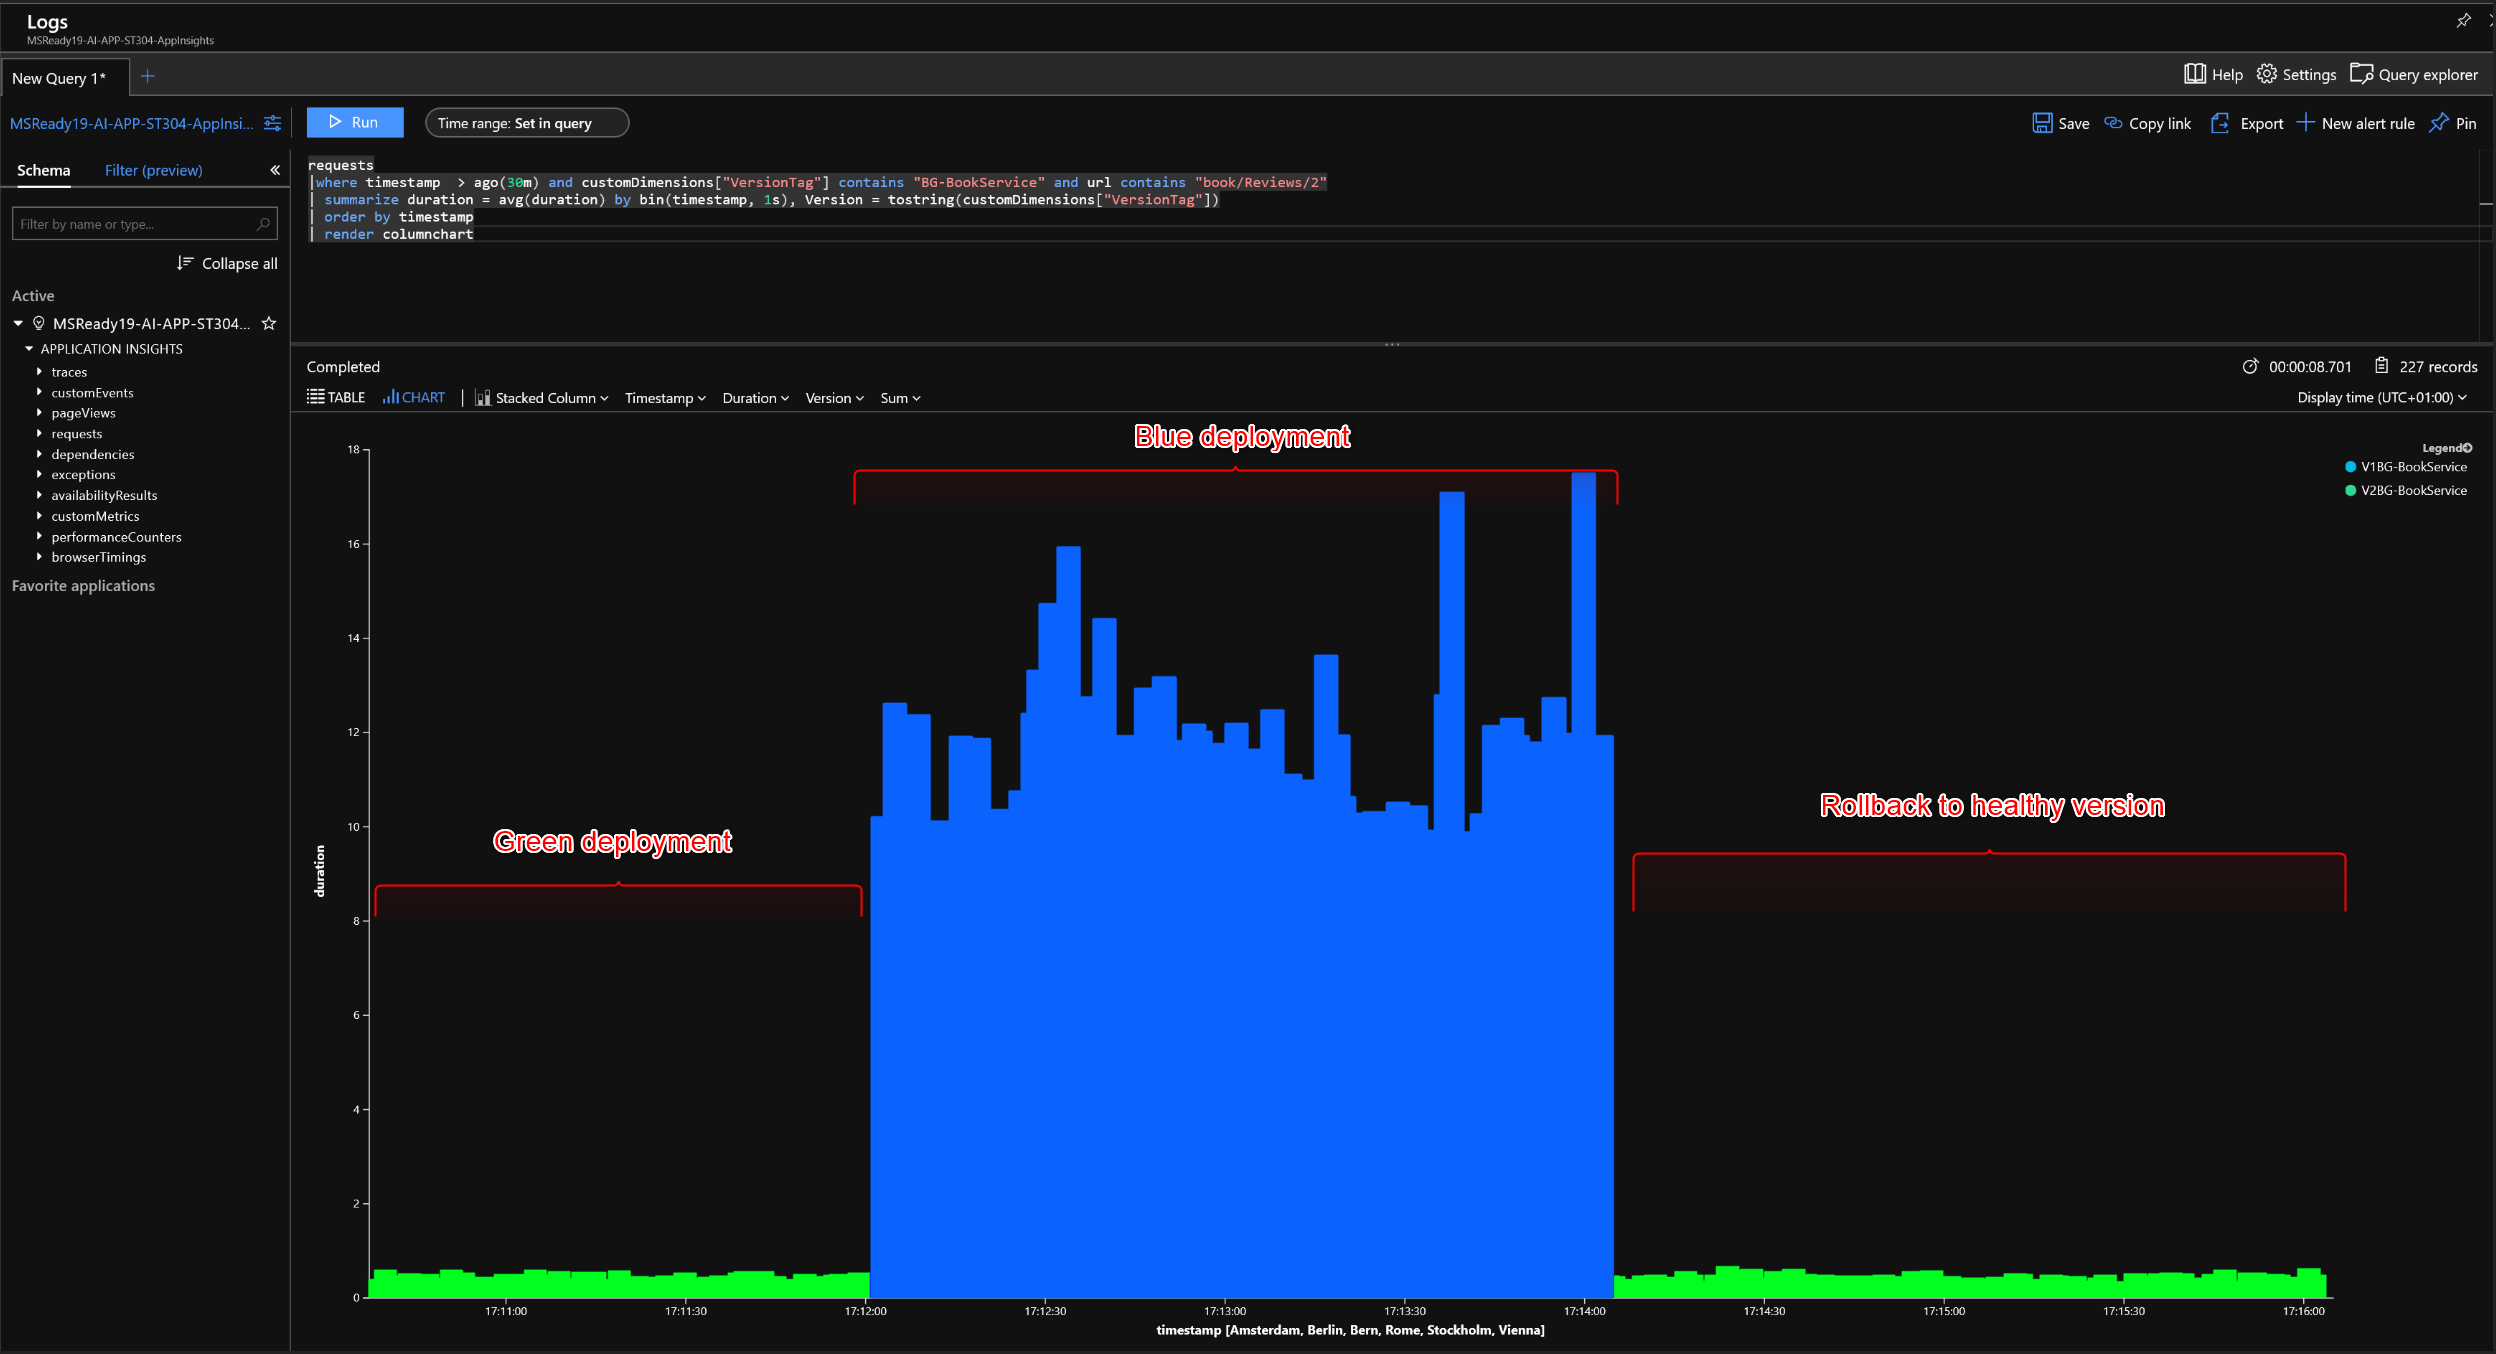 Logs
MSReady19-AI-APP-ST304-AppInsights
New Query 1*
Help
Settings
Query explorer
MSReady19-AI-APP-ST304-AppInsi...
Run
Time range: Set in query
Save
Copy link
Export
New alert rule
Pin
Schema
Filter (preview)
«
Filter by name or type...
Collapse all
Active
MSReady19-AI-APP-ST304...
APPLICATION INSIGHTS
traces
customEvents
pageViews
requests
dependencies
exceptions
availabilityResults
customMetrics
performanceCounters
browserTimings
Favorite applications
requests
|where timestamp  > ago(30m) and customDimensions["VersionTag"] contains "BG-BookService" and url contains "book/Reviews/2"
| summarize duration = avg(duration) by bin(timestamp, 1s), Version = tostring(customDimensions["VersionTag"])
| order by timestamp
| render columnchart
Completed
00:00:08.701
227 records
TABLE
CHART
Stacked Column
Timestamp
Duration
Version
Sum
Display time (UTC+01:00)
Blue deployment
Legend
V1BG-BookService
V2BG-BookService
Green deployment
Rollback to healthy version
duration
18
16
14
12
10
8
6
4
2
0
17:11:00
17:11:30
17:12:00
17:12:30
17:13:00
17:13:30
17:14:00
17:14:30
17:15:00
17:15:30
17:16:00
timestamp [Amsterdam, Berlin, Bern, Rome, Stockholm, Vienna]